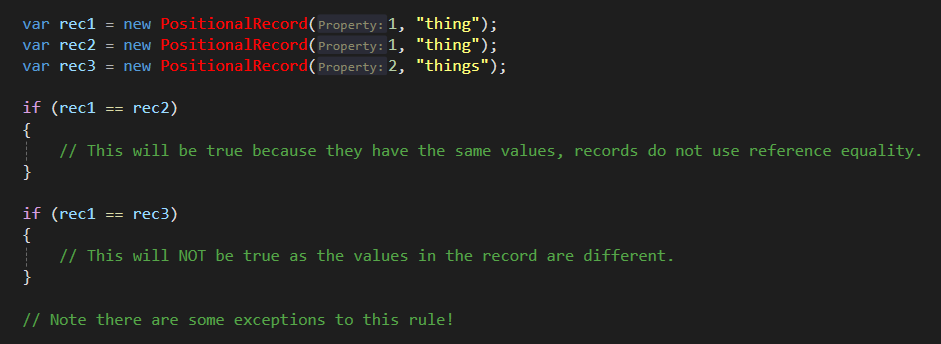 var rec1 = new PositionalRecord(Property:1, "thing");
var rec2 = new PositionalRecord(Property:1, "thing");
var rec3 = new PositionalRecord(Property:2, "things");
if (rec1 == rec2)
{
// This will be true because they have the same values, records do not use reference equality.
}
if (rec1 == rec3)
{
// This will NOT be true as the values in the record are different.
}
// Note there are some exceptions to this rule!